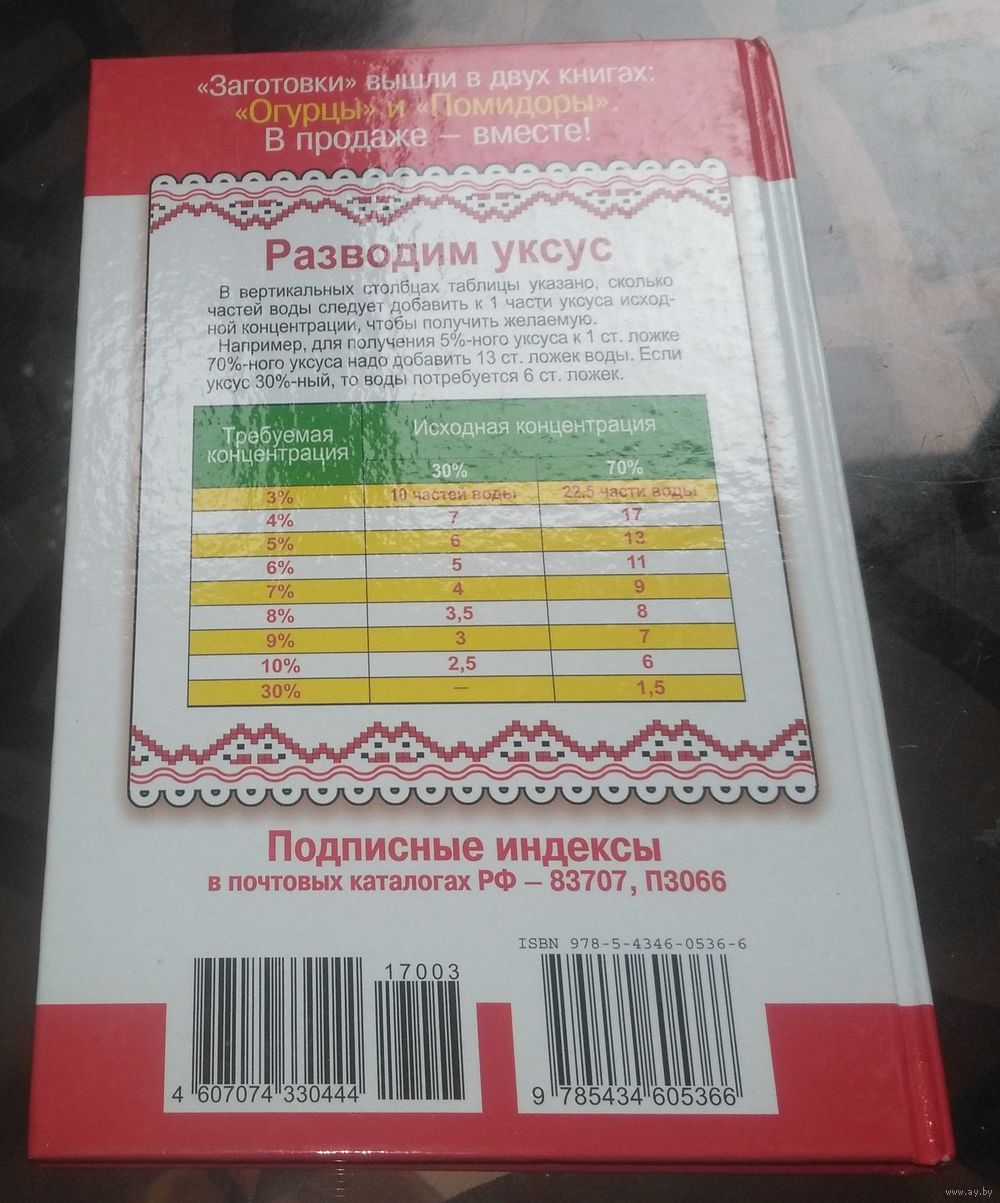 «Заготовки» вышли в двух книгах:
«Огурцы» и «Помидоры».
В продаже – вместе!
Разводим уксус
В вертикальных столбцах таблицы указано, сколько
частей воды следует добавить к 1 части уксуса исход-
ной концентрации, чтобы получить желаемую.
Например, для получения 5%-ного уксуса к 1 ст. ложке
70%-ного уксуса надо добавить 13 ст. ложек воды. Если
уксус 30%-ный, то воды потребуется 6 ст. ложек.
Требуемая
концентрация
Исходная концентрация
30% 70%
3% 10 частей воды 22,5 части воды
4% 7 17
5% 6 13
6% 5 11
7% 4 9
8% 3,5 8
9% 3 7
10% 2,5 6
30% — 1,5
Подписные индексы
в почтовых каталогах РФ – 83707, П3066
ISBN 978-5-4346-0536-6
17003
4 607074 330444
9 785434 605366
www.ay.by